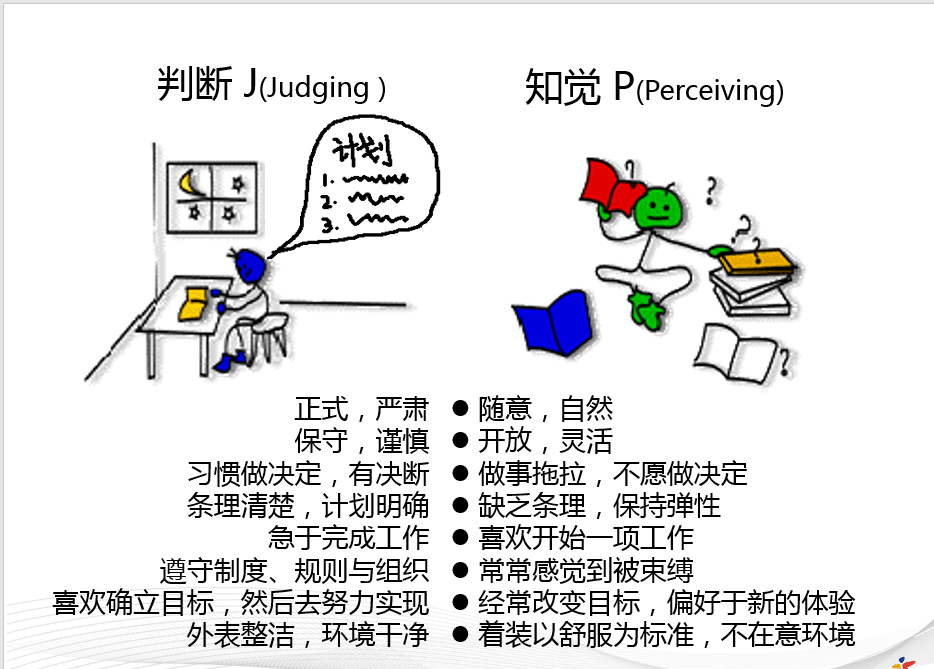 判断 J(Judging )
知觉 P(Perceiving)
计划
1.
2.
3.
?
?
?
?
?
正式，严肃
● 随意，自然
保守，谨慎
● 开放，灵活
习惯做决定，有决断
● 做事拖拉，不愿做决定
条理清楚，计划明确
● 缺乏条理，保持弹性
急于完成工作
● 喜欢开始一项工作
遵守制度、规则与组织
● 常常感觉到被束缚
喜欢确立目标，然后去努力实现
● 经常改变目标，偏好于新的体验
外表整洁，环境干净
● 着装以舒服为标准，不在意环境